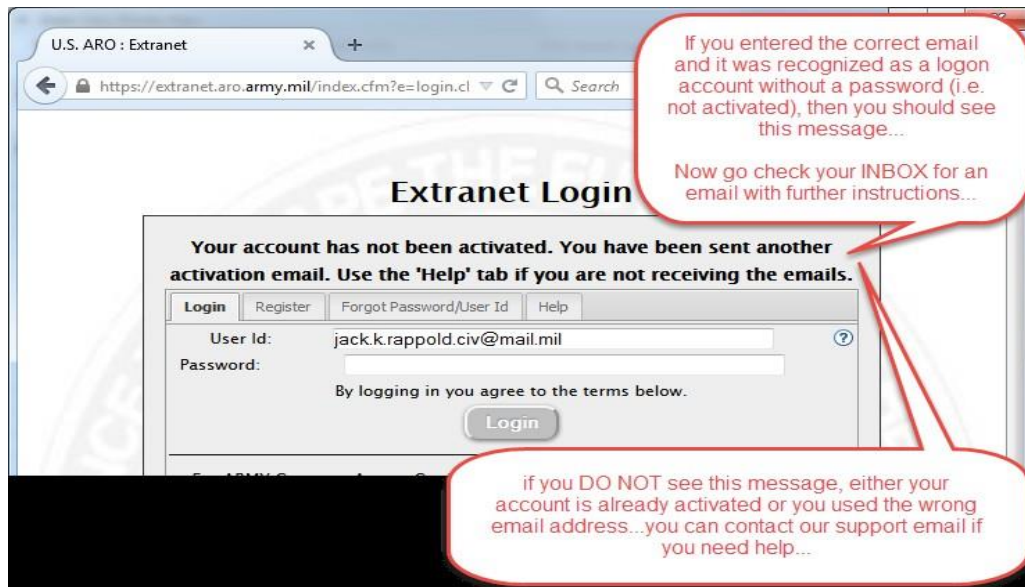 U.S. ARO : Extranet
https://extranet.aro.army.mil/index.cfm?e=login.cl
Search
If you entered the correct email
and it was recognized as a logon
account without a password (i.e.
not activated), then you should see
this message...
Now go check your INBOX for an
email with further instructions...
Extranet Login
Your account has not been activated. You have been sent another
activation email. Use the 'Help' tab if you are not receiving the emails.
Login Register Forgot Password/User Id Help
User Id: jack.k.rappold.civ@mail.mil
Password:
By logging in you agree to the terms below.
Login
if you DO NOT see this message, either your
account is already activated or you used the wrong
email address...you can contact our support email if
you need help...